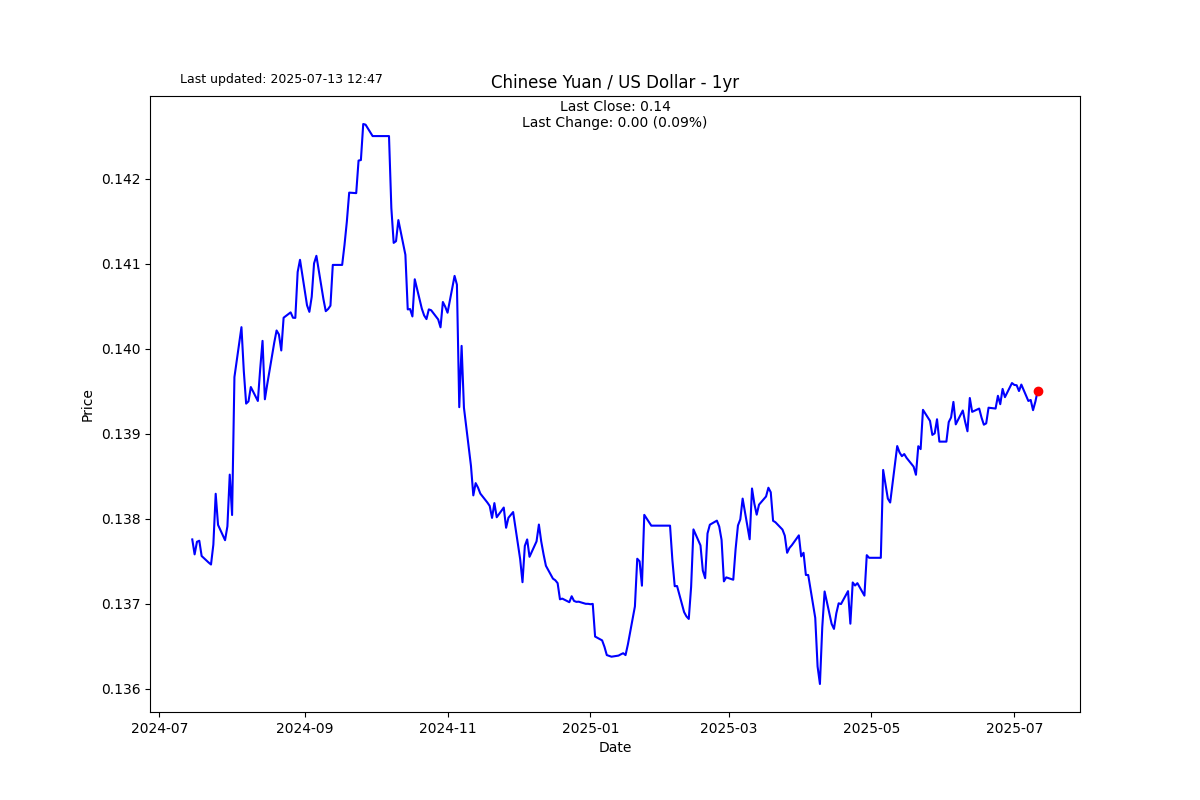 Last updated: 2025-07-13 12:47
Chinese Yuan / US Dollar - 1yr
Last Close: 0.14
Last Change: 0.00 (0.09%)
0.142
0.141
0.140
0.139
0.138
0.137
0.136
Price
2024-07
2024-09
2024-11
2025-01
2025-03
2025-05
2025-07
Date